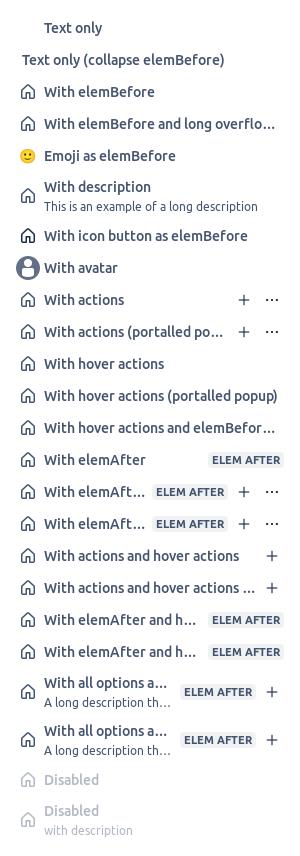 Text only
Text only (collapse elemBefore)
With elemBefore
With elemBefore and long overflo...
Emoji as elemBefore
With description
This is an example of a long description
With icon button as elemBefore
With avatar
With actions
With actions (portalled po...
With hover actions
With hover actions (portalled popup)
With hover actions and elemBefor...
With elemAfter ELEM AFTER
With elemAft... ELEM AFTER
With elemAft... ELEM AFTER
With actions and hover actions
With actions and hover actions ...
With elemAfter and h... ELEM AFTER
With elemAfter and h... ELEM AFTER
With all options a... ELEM AFTER
A long description th...
With all options a... ELEM AFTER
A long description th...
Disabled
Disabled
with description